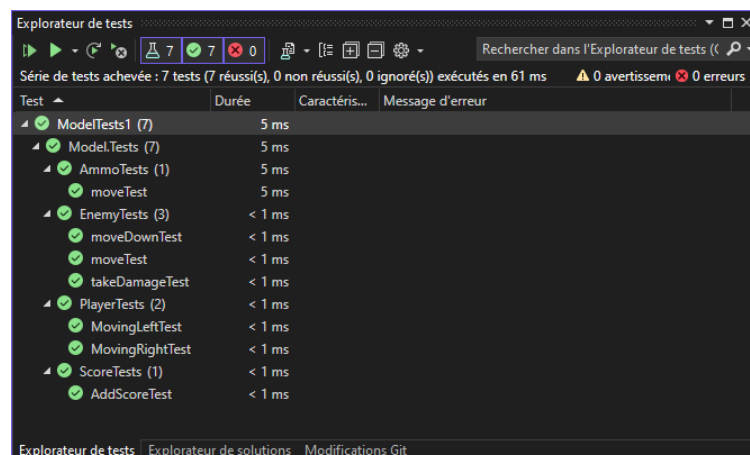 Explorateur de tests
7 7 0 Rechercher dans l'Explorateur de tests ((
Série de tests achevée : 7 tests (7 réussi(s), 0 non réussi(s), 0 ignoré(s)) exécutés en 61 ms 0 avertissem 0 erreurs
Test Durée Caractéris... Message d'erreur
ModelTests1 (7) 5 ms
Model.Tests (7) 5 ms
AmmoTests (1) 5 ms
moveTest 5 ms
EnemyTests (3) < 1 ms
moveDownTest < 1 ms
moveTest < 1 ms
takeDamageTest < 1 ms
PlayerTests (2) < 1 ms
MovingLeftTest < 1 ms
MovingRightTest < 1 ms
ScoreTests (1) < 1 ms
AddScoreTest < 1 ms
Explorateur de tests Explorateur de solutions Modifications Git